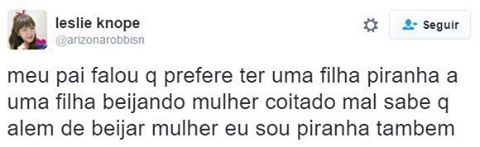 leslie knope
@arizonarobbisn
Seguir
meu pai falou q prefere ter uma filha piranha a
uma filha beijando mulher coitado mal sabe q
alem de beijar mulher eu sou piranha tambem